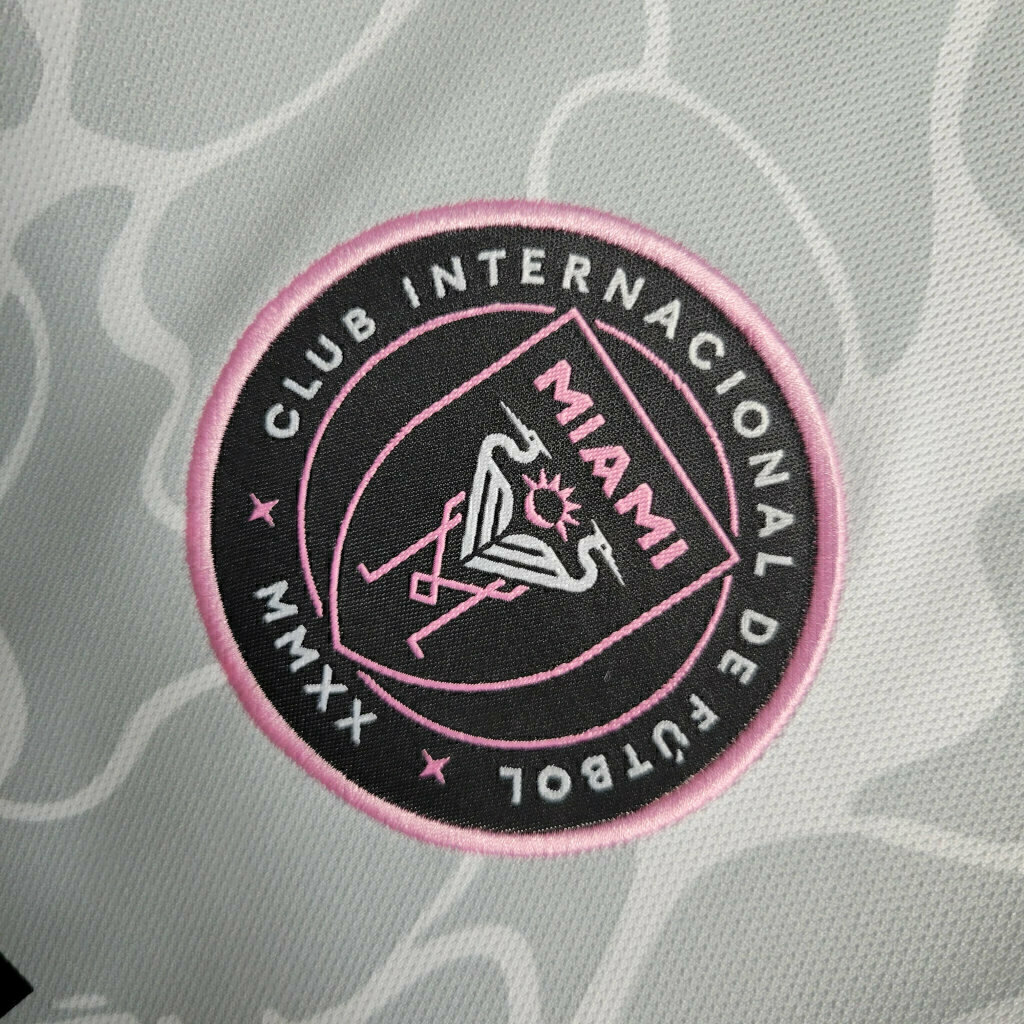 CLUB INTERNACIONAL DE FÚTBOL
MIAMI
MMXX